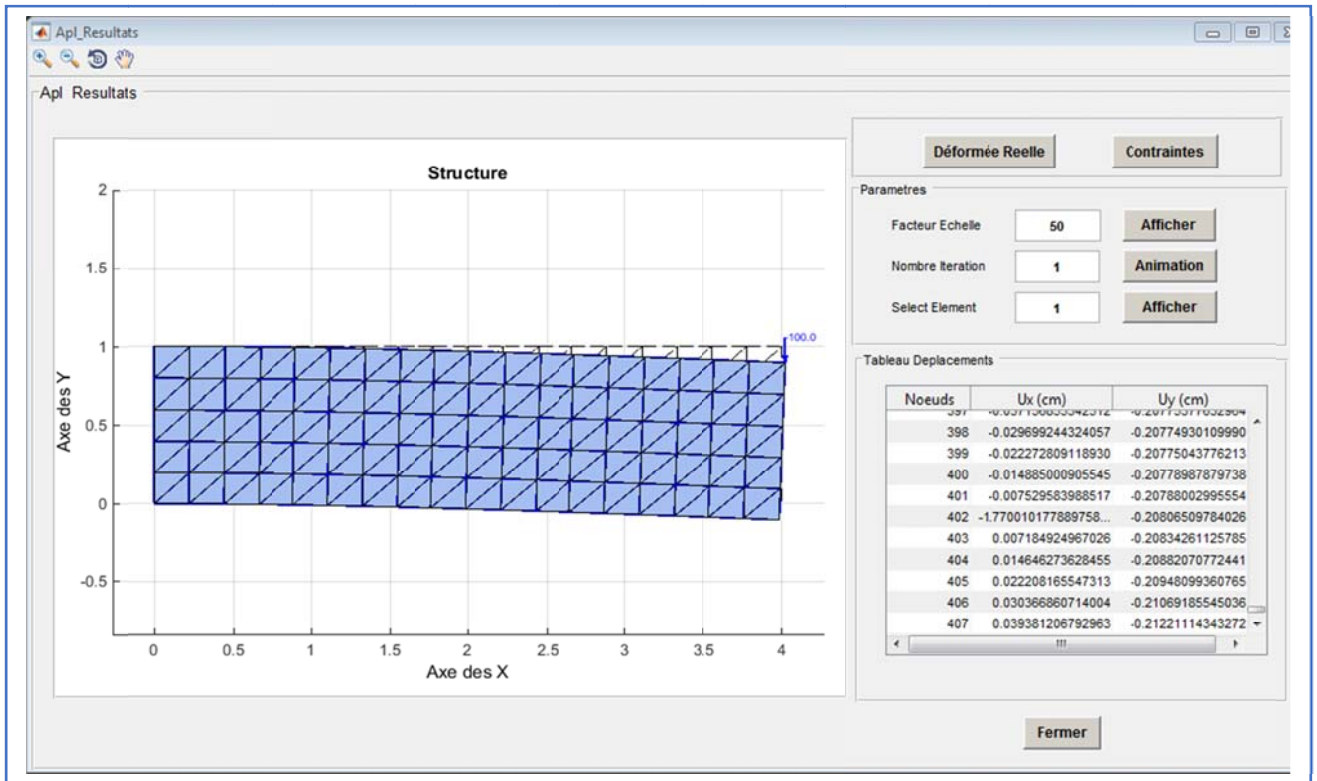 Apl_Resultats
Apl Resultats
Structure
2
1.5
1
0.5
0
-0.5
Axe des Y
100.0
0 0.5 1 1.5 2 2.5 3 3.5 4
Axe des X
Déformée Reelle Contraintes
Parametres
Facteur Echelle 50 Afficher
Nombre Iteration 1 Animation
Select Element 1 Afficher
Tableau Deplacements
Noeuds Ux (cm) Uy (cm)
398 -0.029699244324057 -0.20774930109990
399 -0.022272809118930 -0.20775043776213
400 -0.014885000905545 -0.20778987879738
401 -0.007529583988517 -0.20788002995554
402 -1.770010177889758... -0.20806509784026
403 0.007184924967026 -0.20834261125785
404 0.014646273628455 -0.20882070772441
405 0.022208165547313 -0.20948099360765
406 0.030366860714004 -0.21069185545036
407 0.039381206792963 -0.21221114343272
Fermer